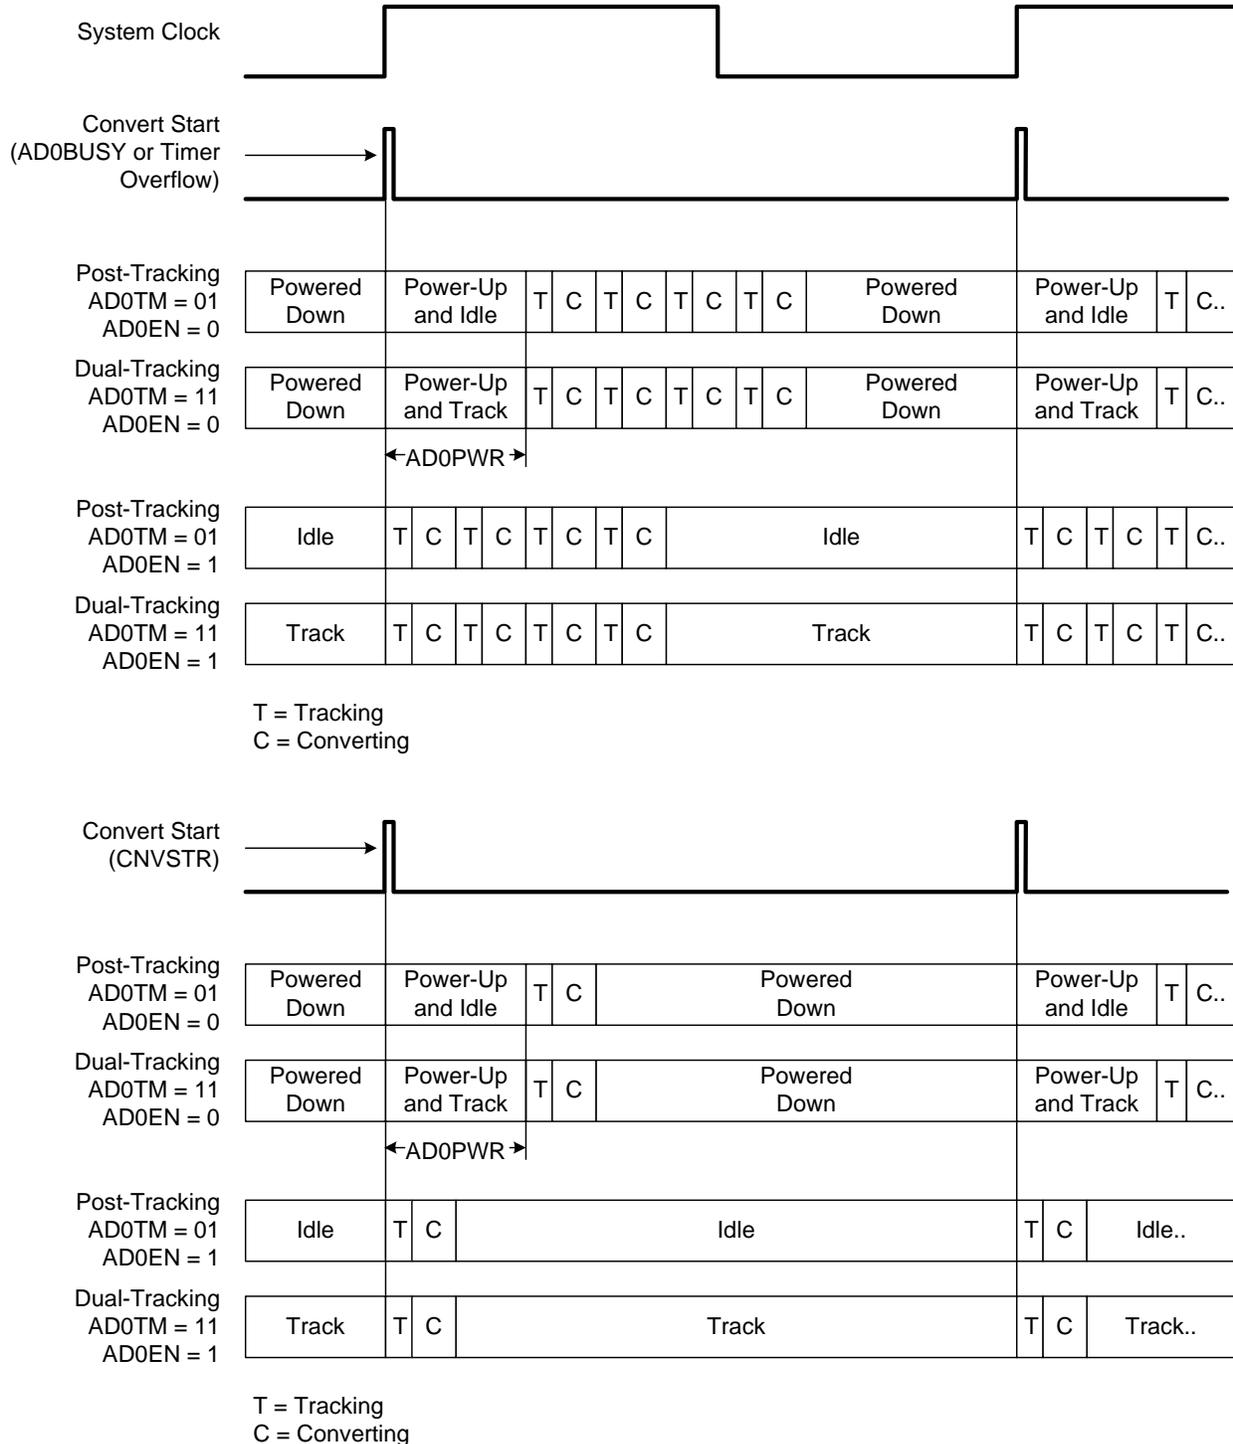 System Clock
Convert Start
(AD0BUSY or Timer
Overflow)
Post-Tracking
AD0TM = 01
AD0EN = 0
Powered
Down
Power-Up
and Idle
T C T C T C T C
Powered
Down
Power-Up
and Idle
T C..
Dual-Tracking
AD0TM = 11
AD0EN = 0
Powered
Down
Power-Up
and Track
T C T C T C T C
Powered
Down
Power-Up
and Track
T C..
AD0PWR
Post-Tracking
AD0TM = 01
AD0EN = 1
Idle T C T C T C T C Idle T C T C T C..
Dual-Tracking
AD0TM = 11
AD0EN = 1
Track T C T C T C T C Track T C T C T C..
T = Tracking
C = Converting
Convert Start
(CNVSTR)
Post-Tracking
AD0TM = 01
AD0EN = 0
Powered
Down
Power-Up
and Idle
T C
Powered
Down
Power-Up
and Idle
T C..
Dual-Tracking
AD0TM = 11
AD0EN = 0
Powered
Down
Power-Up
and Track
T C
Powered
Down
Power-Up
and Track
T C..
AD0PWR
Post-Tracking
AD0TM = 01
AD0EN = 1
Idle T C Idle T C Idle..
Dual-Tracking
AD0TM = 11
AD0EN = 1
Track T C Track T C Track..
T = Tracking
C = Converting